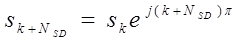 s_{k+N_{SD}} = s_k e^{j(k+N_{SD})π}